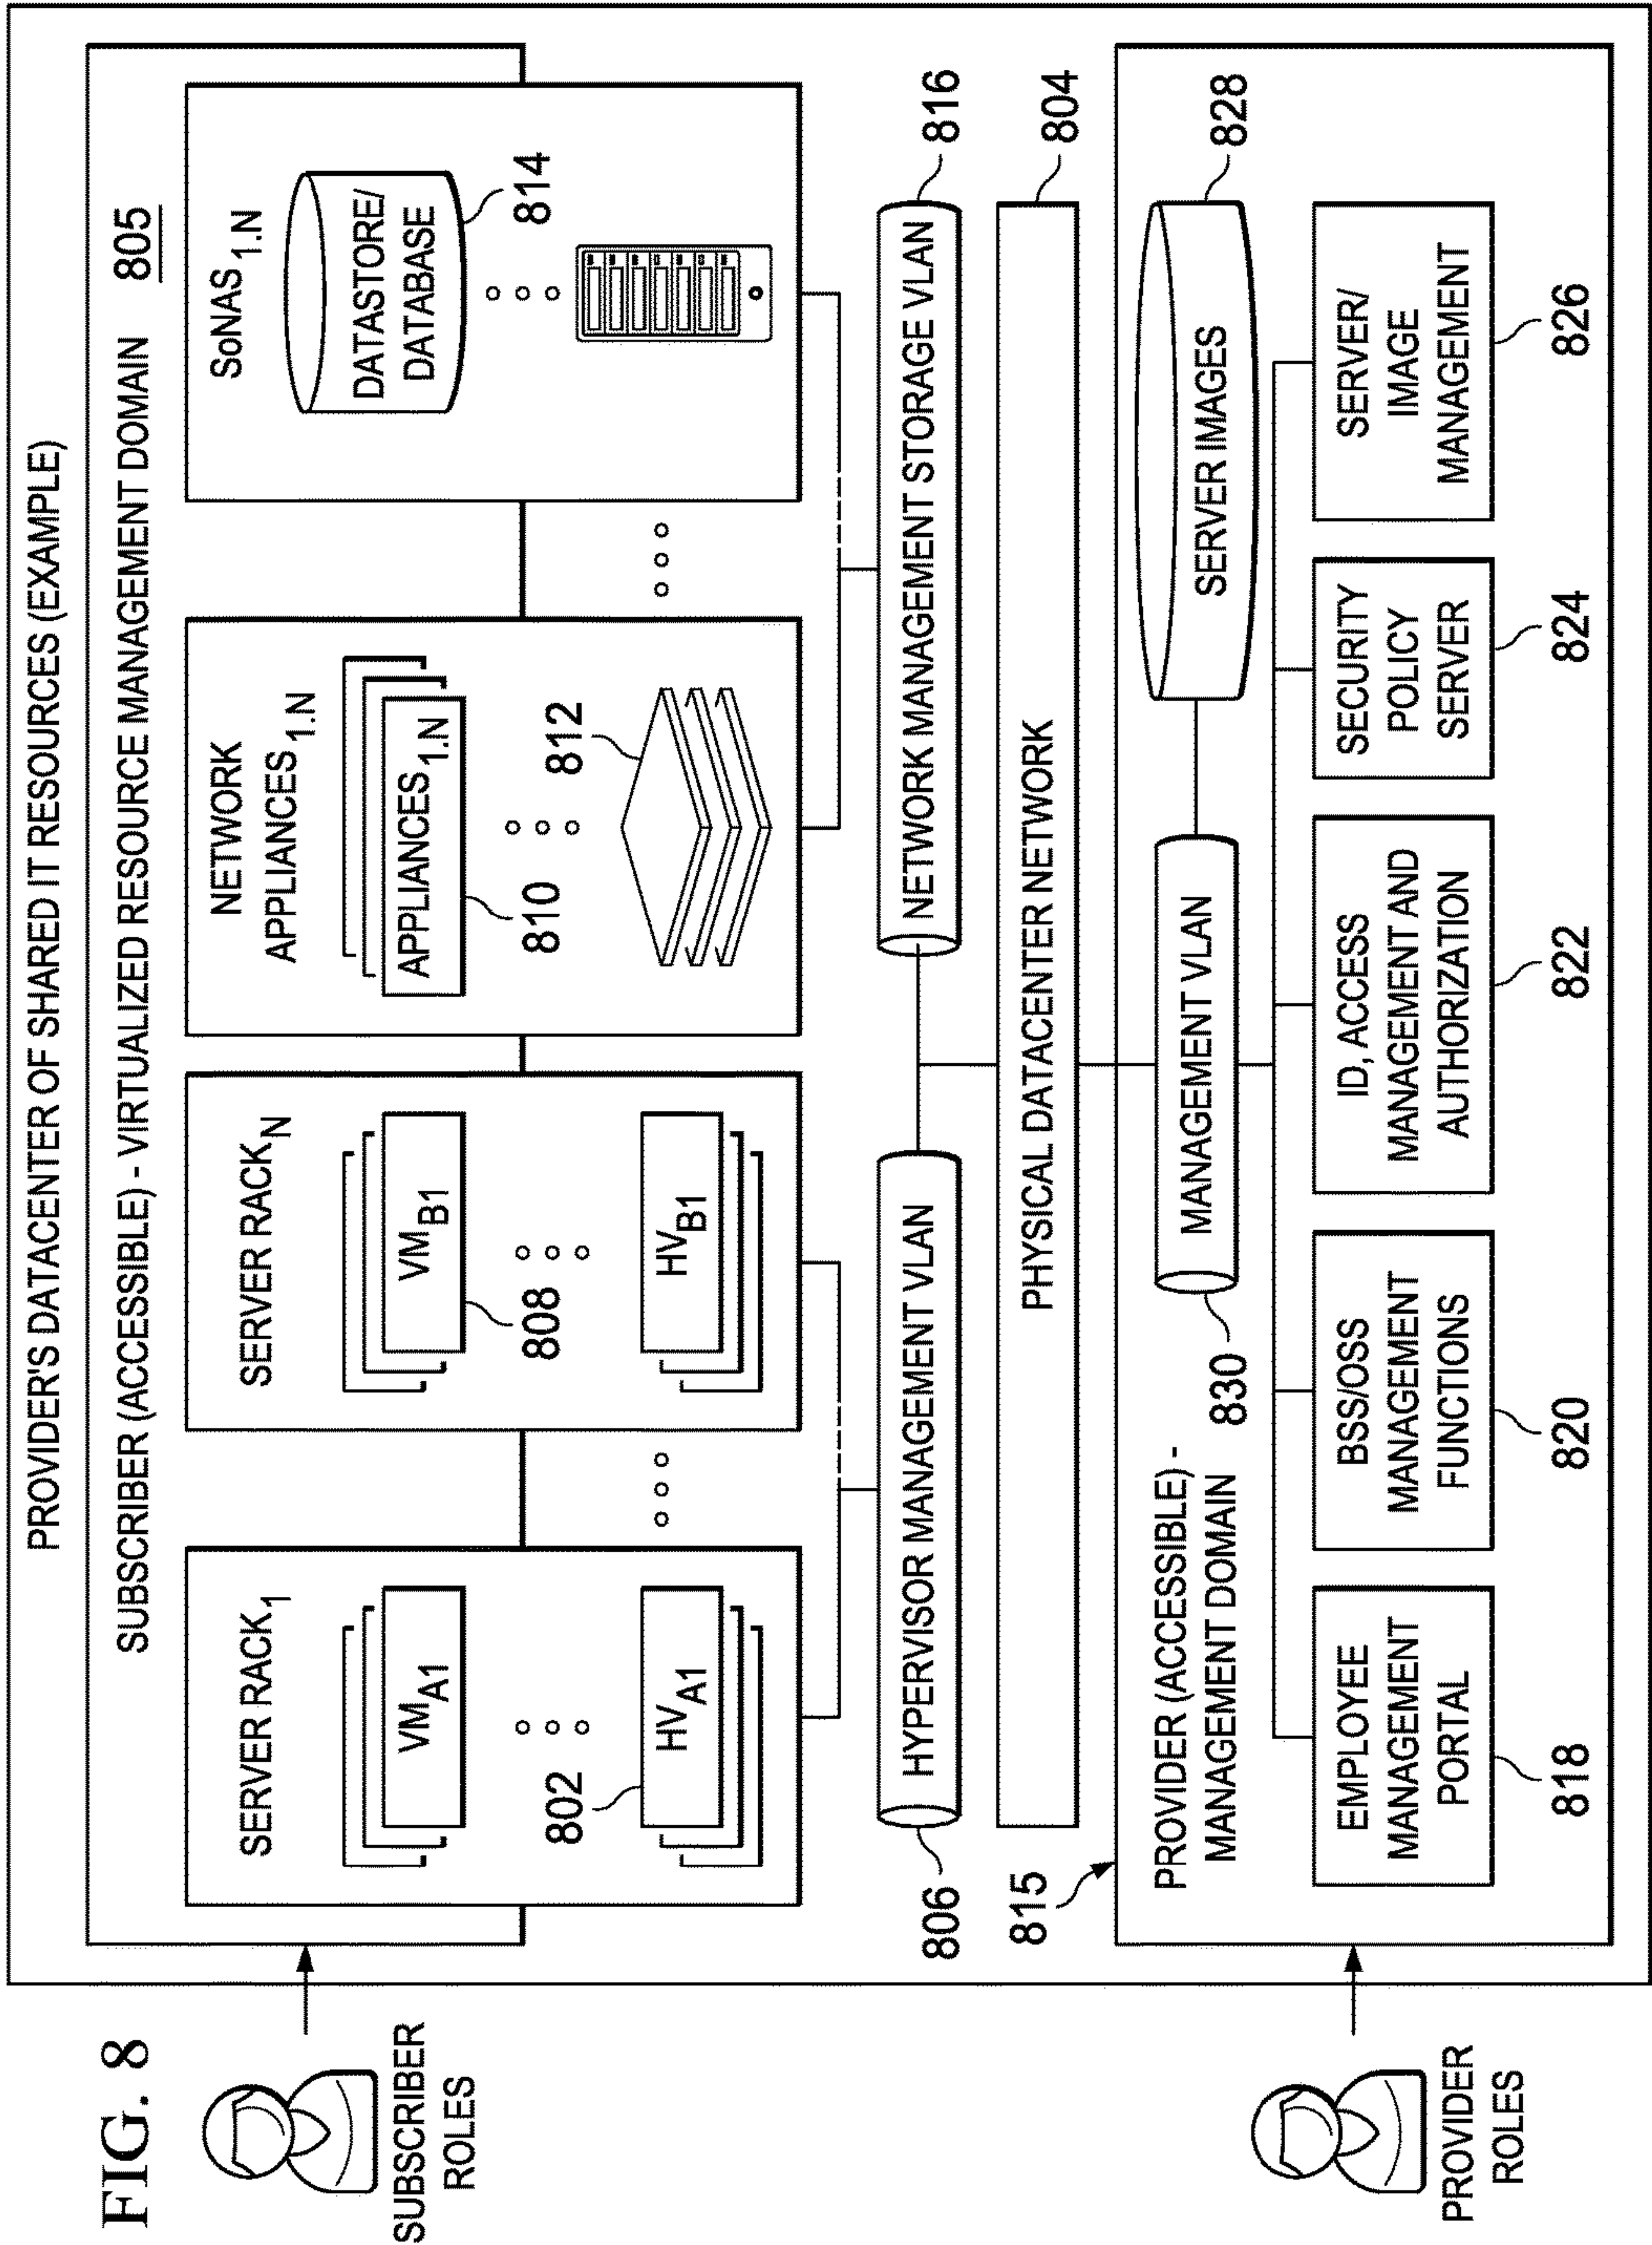 FIG. 8
PROVIDER'S DATACENTER OF SHARED IT RESOURCES (EXAMPLE)
SUBSCRIBER (ACCESSIBLE) - VIRTUALIZED RESOURCE MANAGEMENT DOMAIN 805
SUBSCRIBER
ROLES
SERVER RACK1
VMA1
802
HVA1
SERVER RACKN
VMB1
808
HVB1
NETWORK
APPLIANCES1.N
APPLIANCES1.N
810
812
SoNAS1.N
DATASTORE/
DATABASE
814
HYPERVISOR MANAGEMENT VLAN
806
NETWORK MANAGEMENT STORAGE VLAN
816
PHYSICAL DATACENTER NETWORK
804
815
PROVIDER
ROLES
PROVIDER (ACCESSIBLE) -
MANAGEMENT DOMAIN
830
MANAGEMENT VLAN
SERVER IMAGES
828
EMPLOYEE
MANAGEMENT
PORTAL
818
BSS/OSS
MANAGEMENT
FUNCTIONS
820
ID, ACCESS
MANAGEMENT AND
AUTHORIZATION
822
SECURITY
POLICY
SERVER
824
SERVER/
IMAGE
MANAGEMENT
826